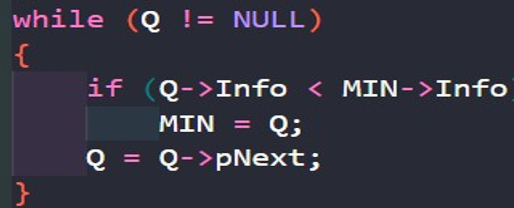 while (Q != NULL)
{
if (Q->Info < MIN->Info)
MIN = Q;
Q = Q->pNext;
}